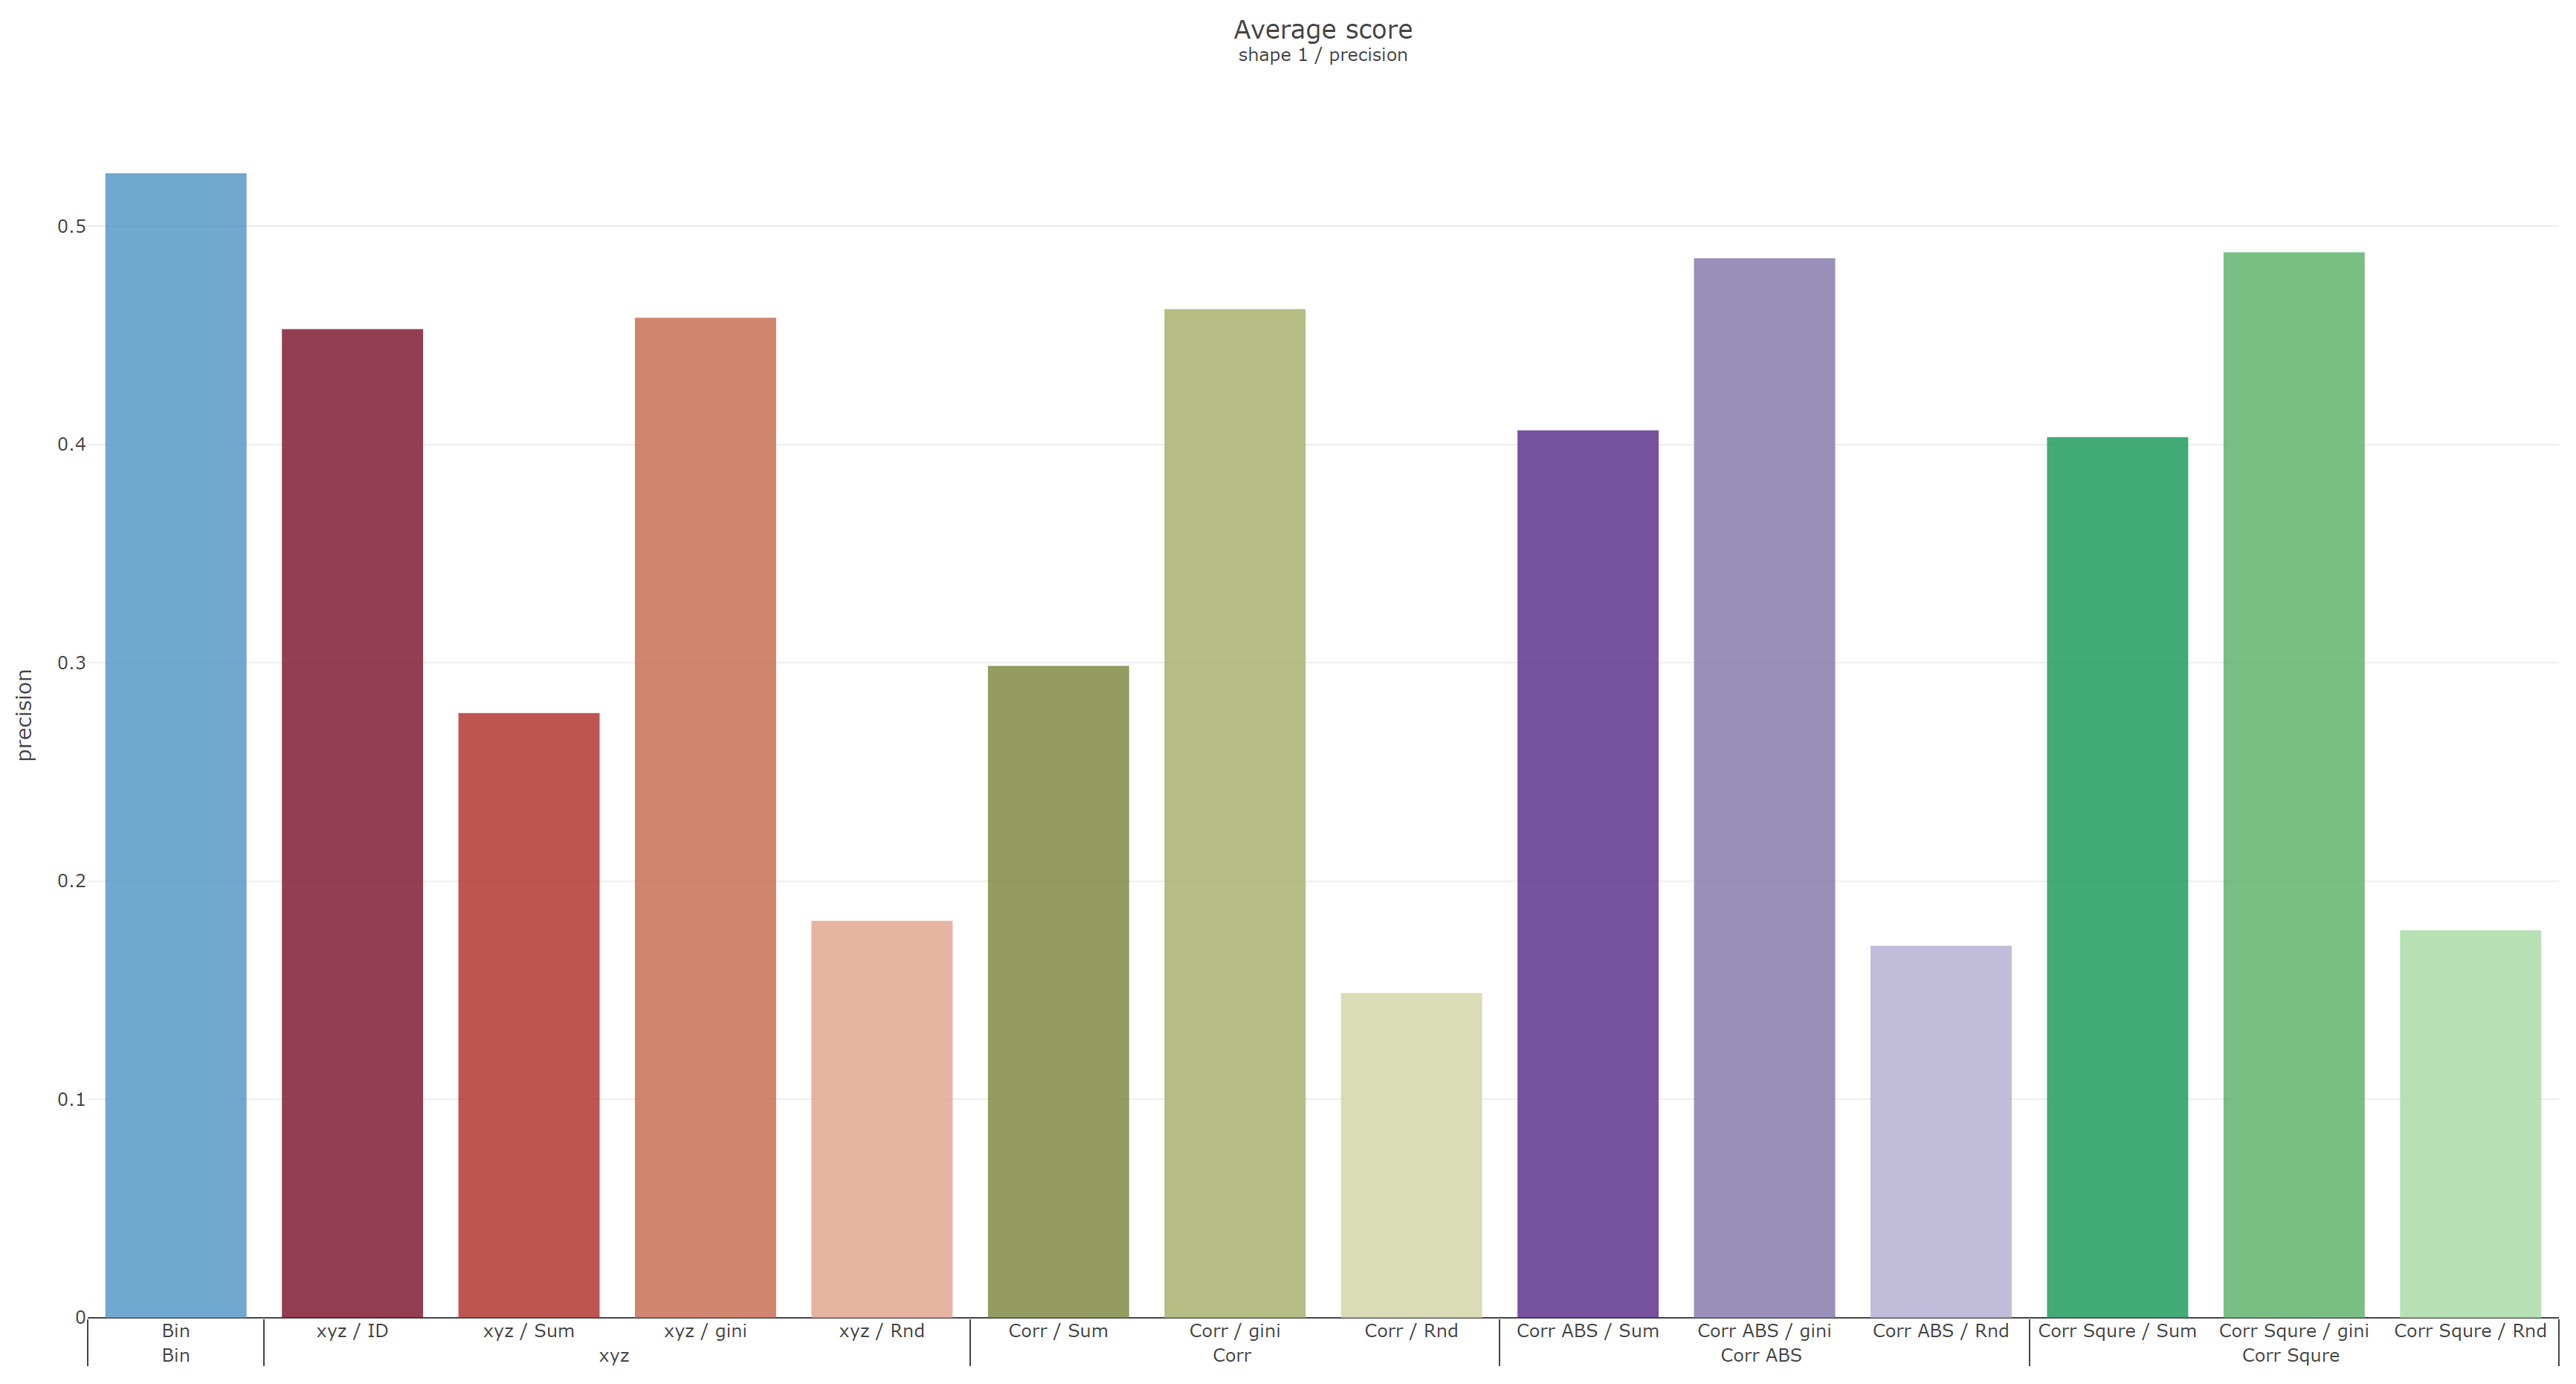 Average score
shape 1 / precision
precision
0.5
0.4
0.3
0.2
0.1
0
Bin xyz / ID xyz / Sum xyz / gini xyz / Rnd Corr / Sum Corr / gini Corr / Rnd Corr ABS / Sum Corr ABS / gini Corr ABS / Rnd Corr Squre / Sum Corr Squre / gini Corr Squre / Rnd
Bin xyz Corr Corr ABS Corr Squre